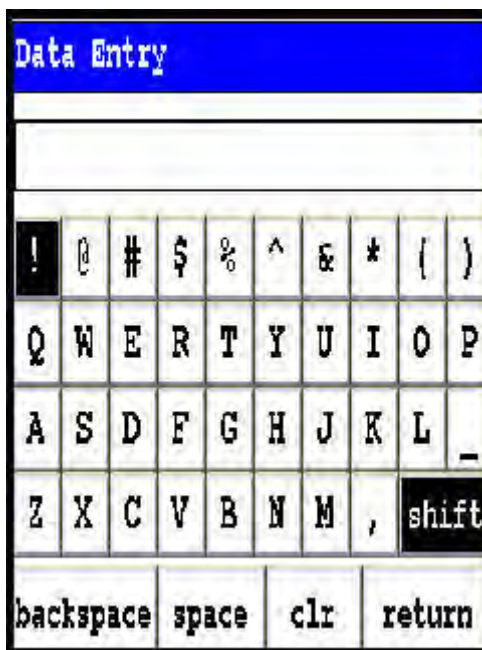 Data Entry
! @ # $ % ^ & * ( )
Q W E R T Y U I O P
A S D F G H J K L _
Z X C V B N M , shift
backspace space clr return